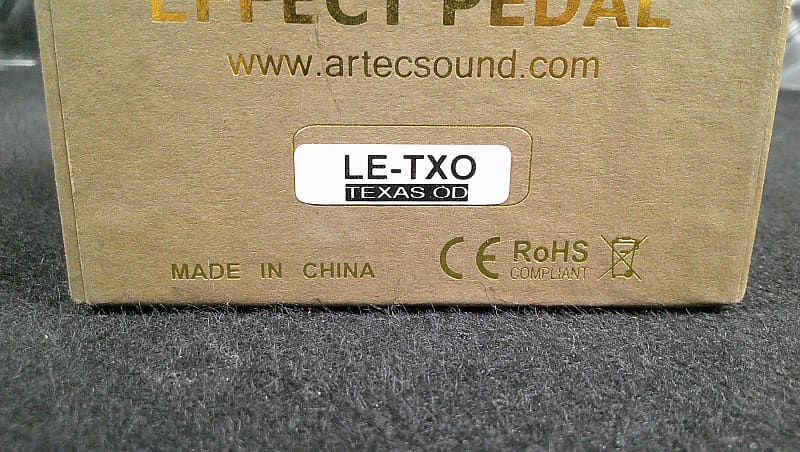 EFFECT PEDAL
www.artecsound.com
LE-TXO
TEXAS OD
MADE IN CHINA
CE RoHS
COMPLIANT